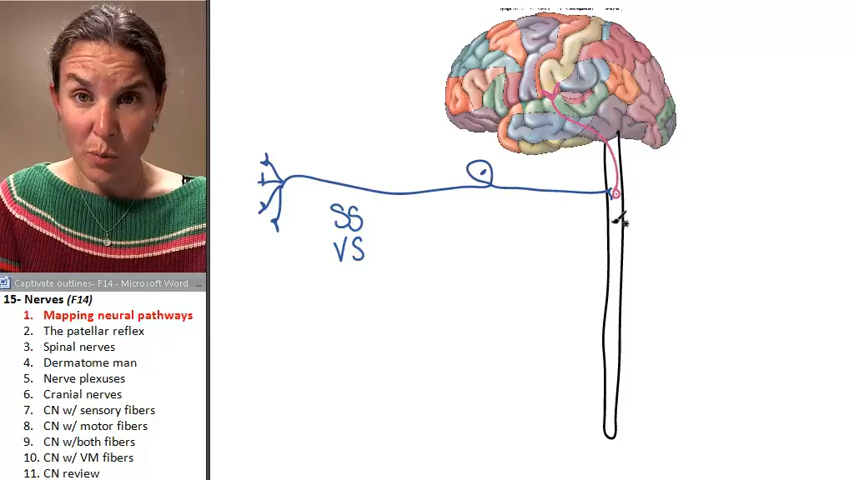 SS
VS
Captivate outlines- F14 - Microsoft Word
15- Nerves (F14)
1. Mapping neural pathways
2. The patellar reflex
3. Spinal nerves
4. Dermatome man
5. Nerve plexuses
6. Cranial nerves
7. CN w/ sensory fibers
8. CN w/ motor fibers
9. CN w/both fibers
10. CN w/ VM fibers
11. CN review